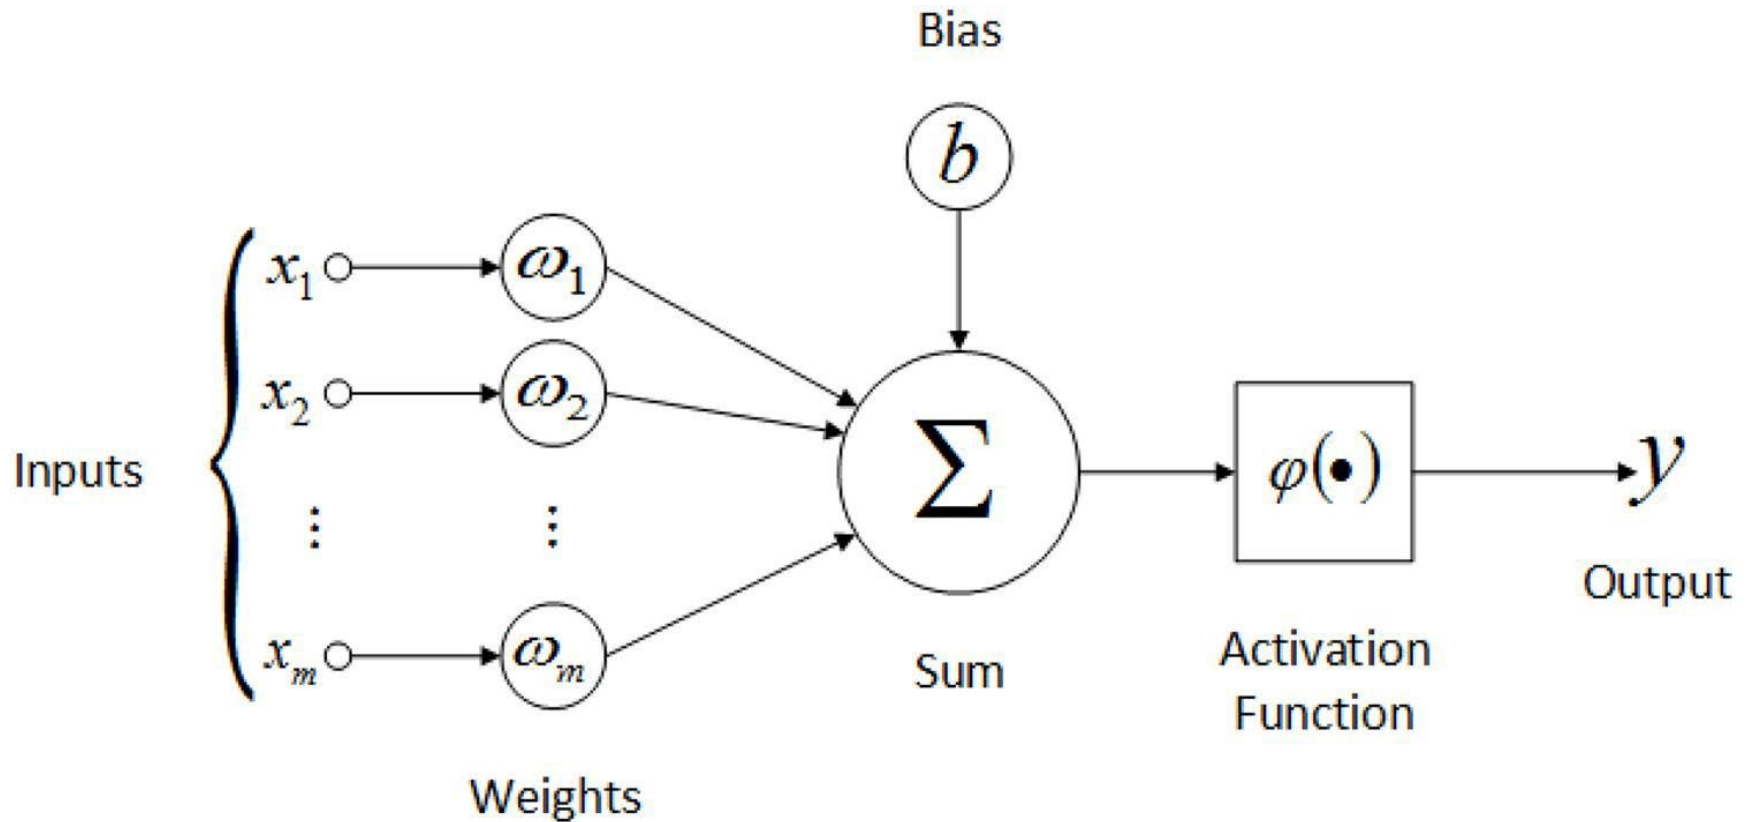 Bias
b
x₁
ω₁
x₂
ω₂
Inputs
⋮
⋮
Σ
φ(•)
y
Output
xₘ
ωₘ
Sum
Activation
Function
Weights